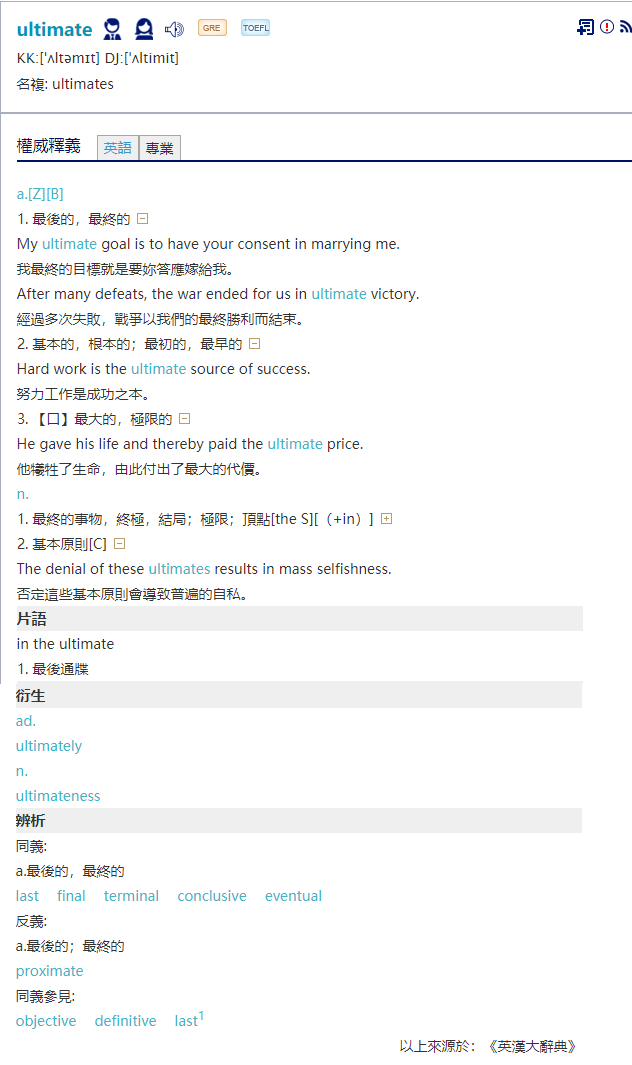 ultimate GRE TOEFL
KK:[ˈʌltəmɪt] DJ:[ˈʌltimit]
名複: ultimates
權威釋義 英語 專業
a.[Z][B]
1. 最後的，最終的
My ultimate goal is to have your consent in marrying me.
我最終的目標就是要妳答應嫁給我。
After many defeats, the war ended for us in ultimate victory.
經過多次失敗，戰爭以我們的最終勝利而結束。
2. 基本的，根本的；最初的，最早的
Hard work is the ultimate source of success.
努力工作是成功之本。
3. 【口】最大的，極限的
He gave his life and thereby paid the ultimate price.
他犧牲了生命，由此付出了最大的代價。
n.
1. 最終的事物，終極，結局；極限；頂點[the S][（+in）]
2. 基本原則[C]
The denial of these ultimates results in mass selfishness.
否定這些基本原則會導致普遍的自私。
片語
in the ultimate
1. 最後通牒
衍生
ad.
ultimately
n.
ultimateness
辨析
同義:
a.最後的，最終的
last final terminal conclusive eventual
反義:
a.最後的；最終的
proximate
同義參見:
objective definitive last1
以上來源於：《英漢大辭典》